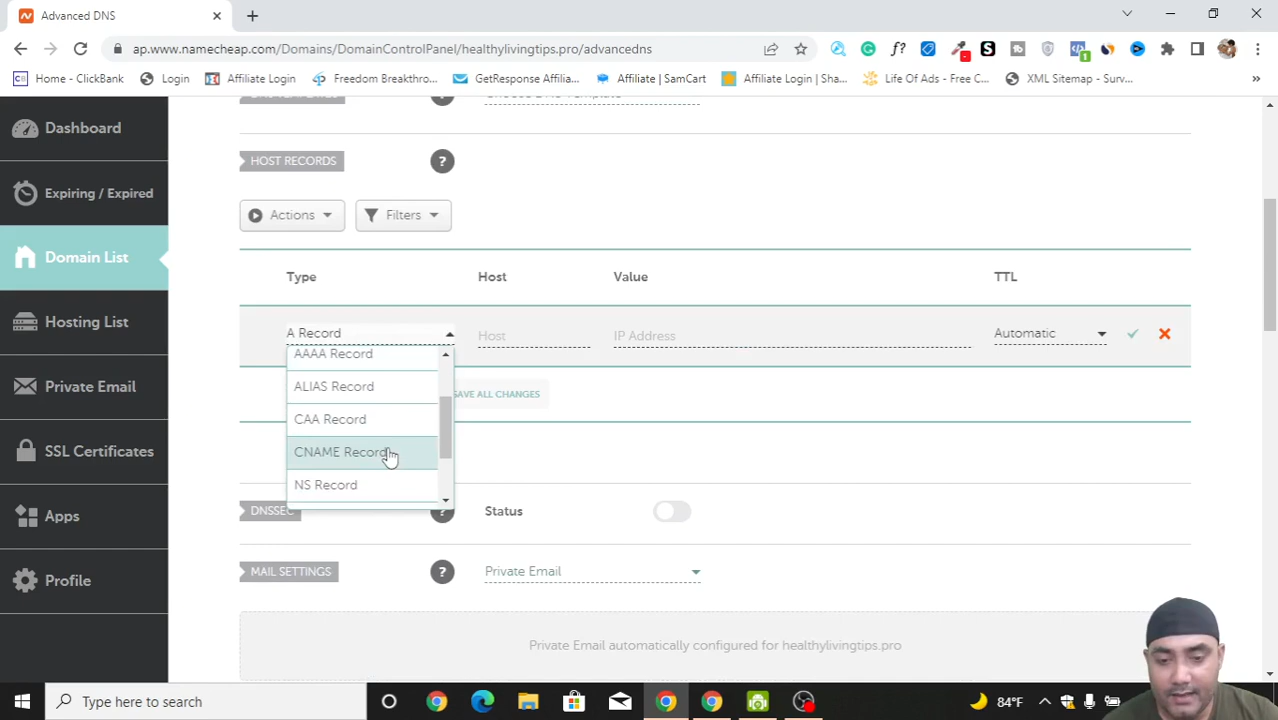 Advanced DNS
ap.www.namecheap.com/Domains/DomainControlPanel/healthylivingtips.pro/advancedns
f?
S
1
Home - ClickBank
Login
Affiliate Login
Freedom Breakthro...
GetResponse Affilia...
Affiliate | SamCart
Affiliate Login | Sha...
Life Of Ads - Free C...
XML Sitemap - Surv...
»
Dashboard
Expiring / Expired
Domain List
Hosting List
Private Email
SSL Certificates
Apps
Profile
?
HOST RECORDS
?
Actions
Filters
Type
Host
Value
TTL
A Record
Host
IP Address
Automatic
AAAA Record
ALIAS Record
CAA Record
CNAME Record
NS Record
SAVE ALL CHANGES
DNSSEC
?
Status
MAIL SETTINGS
?
Private Email
Private Email automatically configured for healthylivingtips.pro
Type here to search
84°F